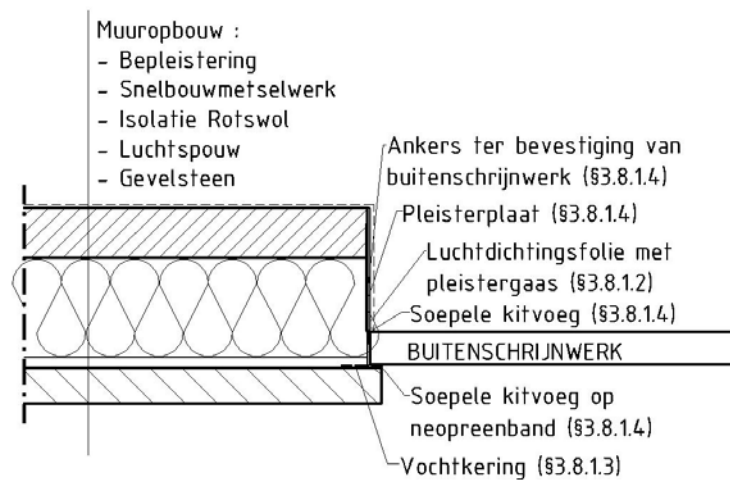 Muuropbouw :
- Bepleistering
- Snelbouwmetselwerk
- Isolatie Rotswol
- Luchtspouw
- Gevelsteen
Ankers ter bevestiging van
buitenschrijnwerk (§3.8.1.4)
Pleisterplaat (§3.8.1.4)
Luchtdichtingsfolie met
pleistergaas (§3.8.1.2)
Soepele kitvoeg (§3.8.1.4)
BUITENSCHRIJNWERK
Soepele kitvoeg op
neopreenband (§3.8.1.4)
Vochtkering (§3.8.1.3)